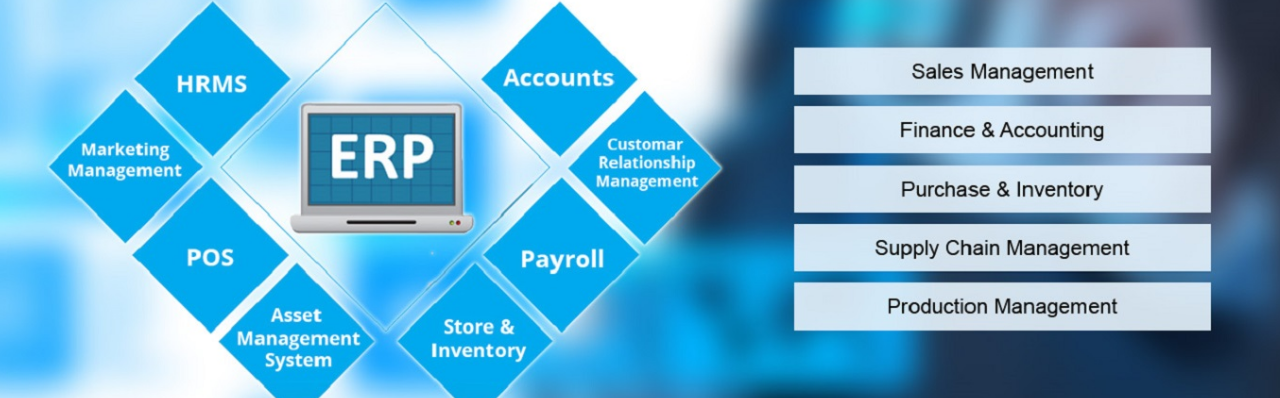 HRMS
Marketing
Management
POS
Asset
Management
System
ERP
Accounts
Customar
Relationship
Management
Payroll
Store &
Inventory
Sales Management
Finance & Accounting
Purchase & Inventory
Supply Chain Management
Production Management